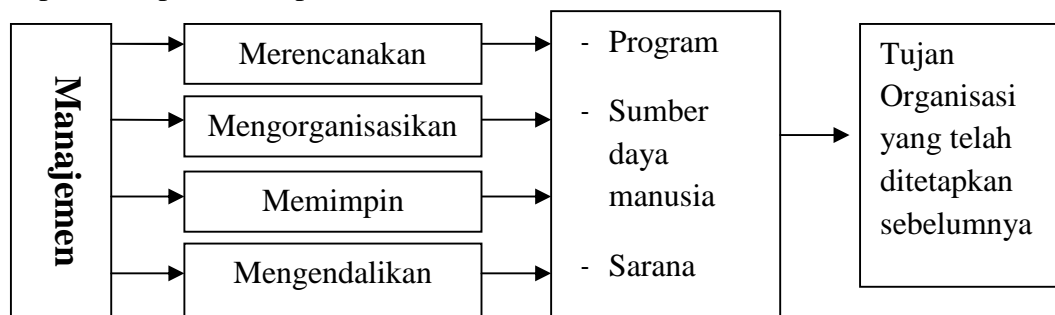 Manajemen
Merencanakan
Mengorganisasikan
Memimpin
Mengendalikan
- Program
- Sumber
daya
manusia
- Sarana
Tujan
Organisasi
yang telah
ditetapkan
sebelumnya